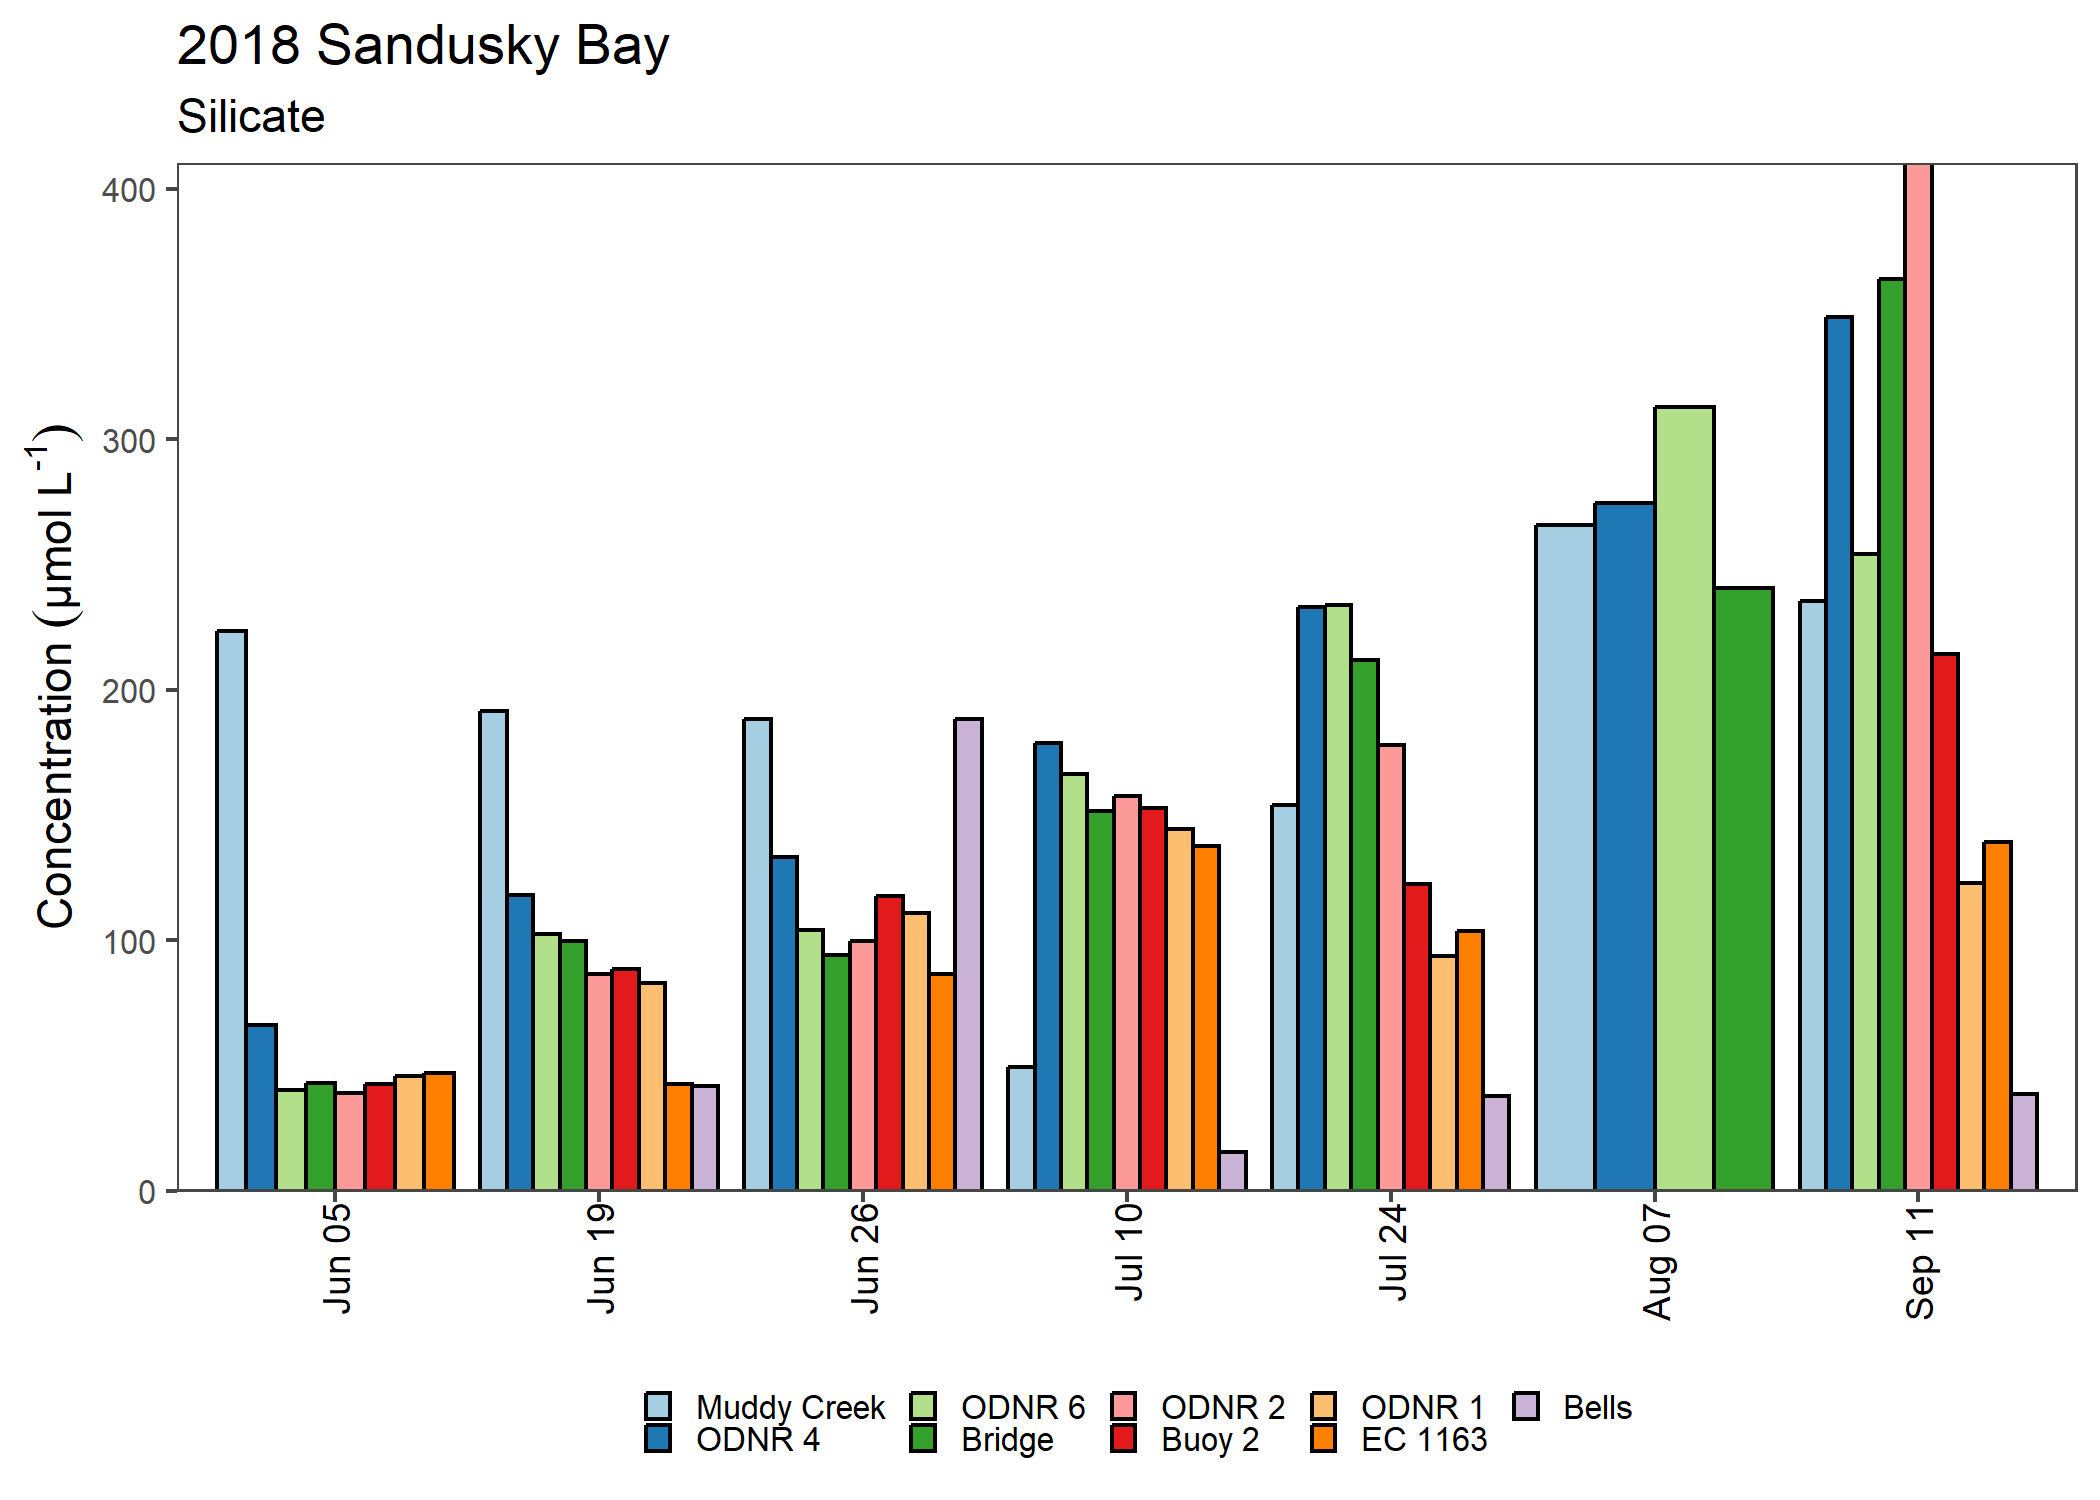 2018 Sandusky Bay
Silicate
Concentration (µmol L-1)
400
300
200
100
0
Jun 05
Jun 19
Jun 26
Jul 10
Jul 24
Aug 07
Sep 11
Muddy Creek ODNR 6 ODNR 2 ODNR 1 Bells
ODNR 4 Bridge Buoy 2 EC 1163